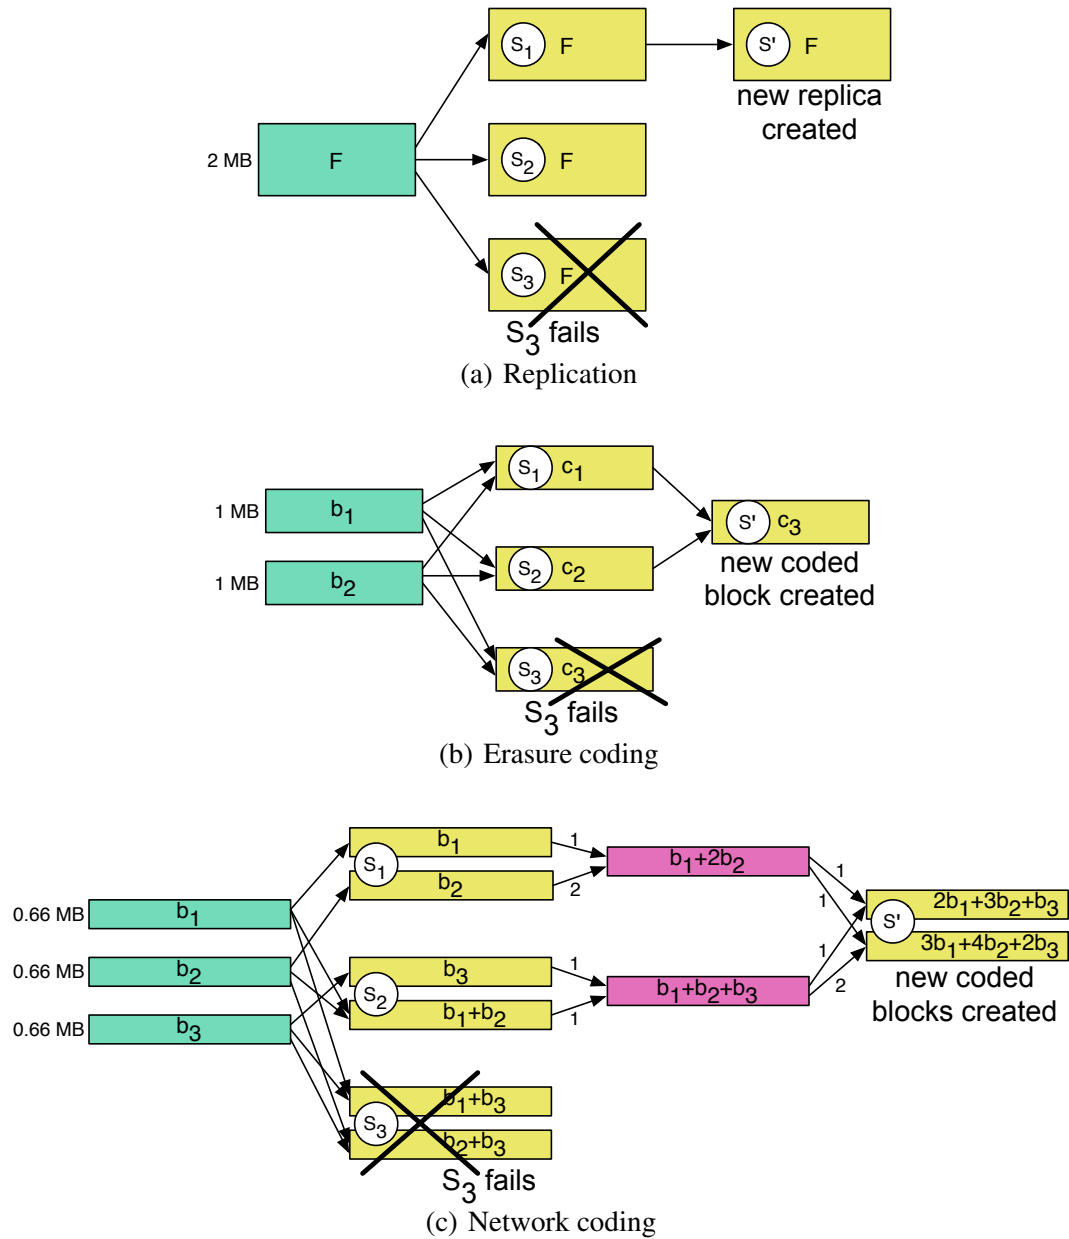 S₁ F
S' F
new replica
created
2 MB
F
S₂ F
S₃ F
S₃ fails
(a) Replication
S₁ c₁
1 MB
b₁
S' c₃
new coded
block created
S₂ c₂
1 MB
b₂
S₃ c₃
S₃ fails
(b) Erasure coding
b₁
S₁
b₂
1
2
b₁+2b₂
1
1
0.66 MB
b₁
2b₁+3b₂+b₃
S'
3b₁+4b₂+2b₃
new coded
blocks created
0.66 MB
b₂
b₃
S₂
b₁+b₂
1
1
b₁+b₂+b₃
1
2
0.66 MB
b₃
b₁+b₃
S₃
b₂+b₃
S₃ fails
(c) Network coding